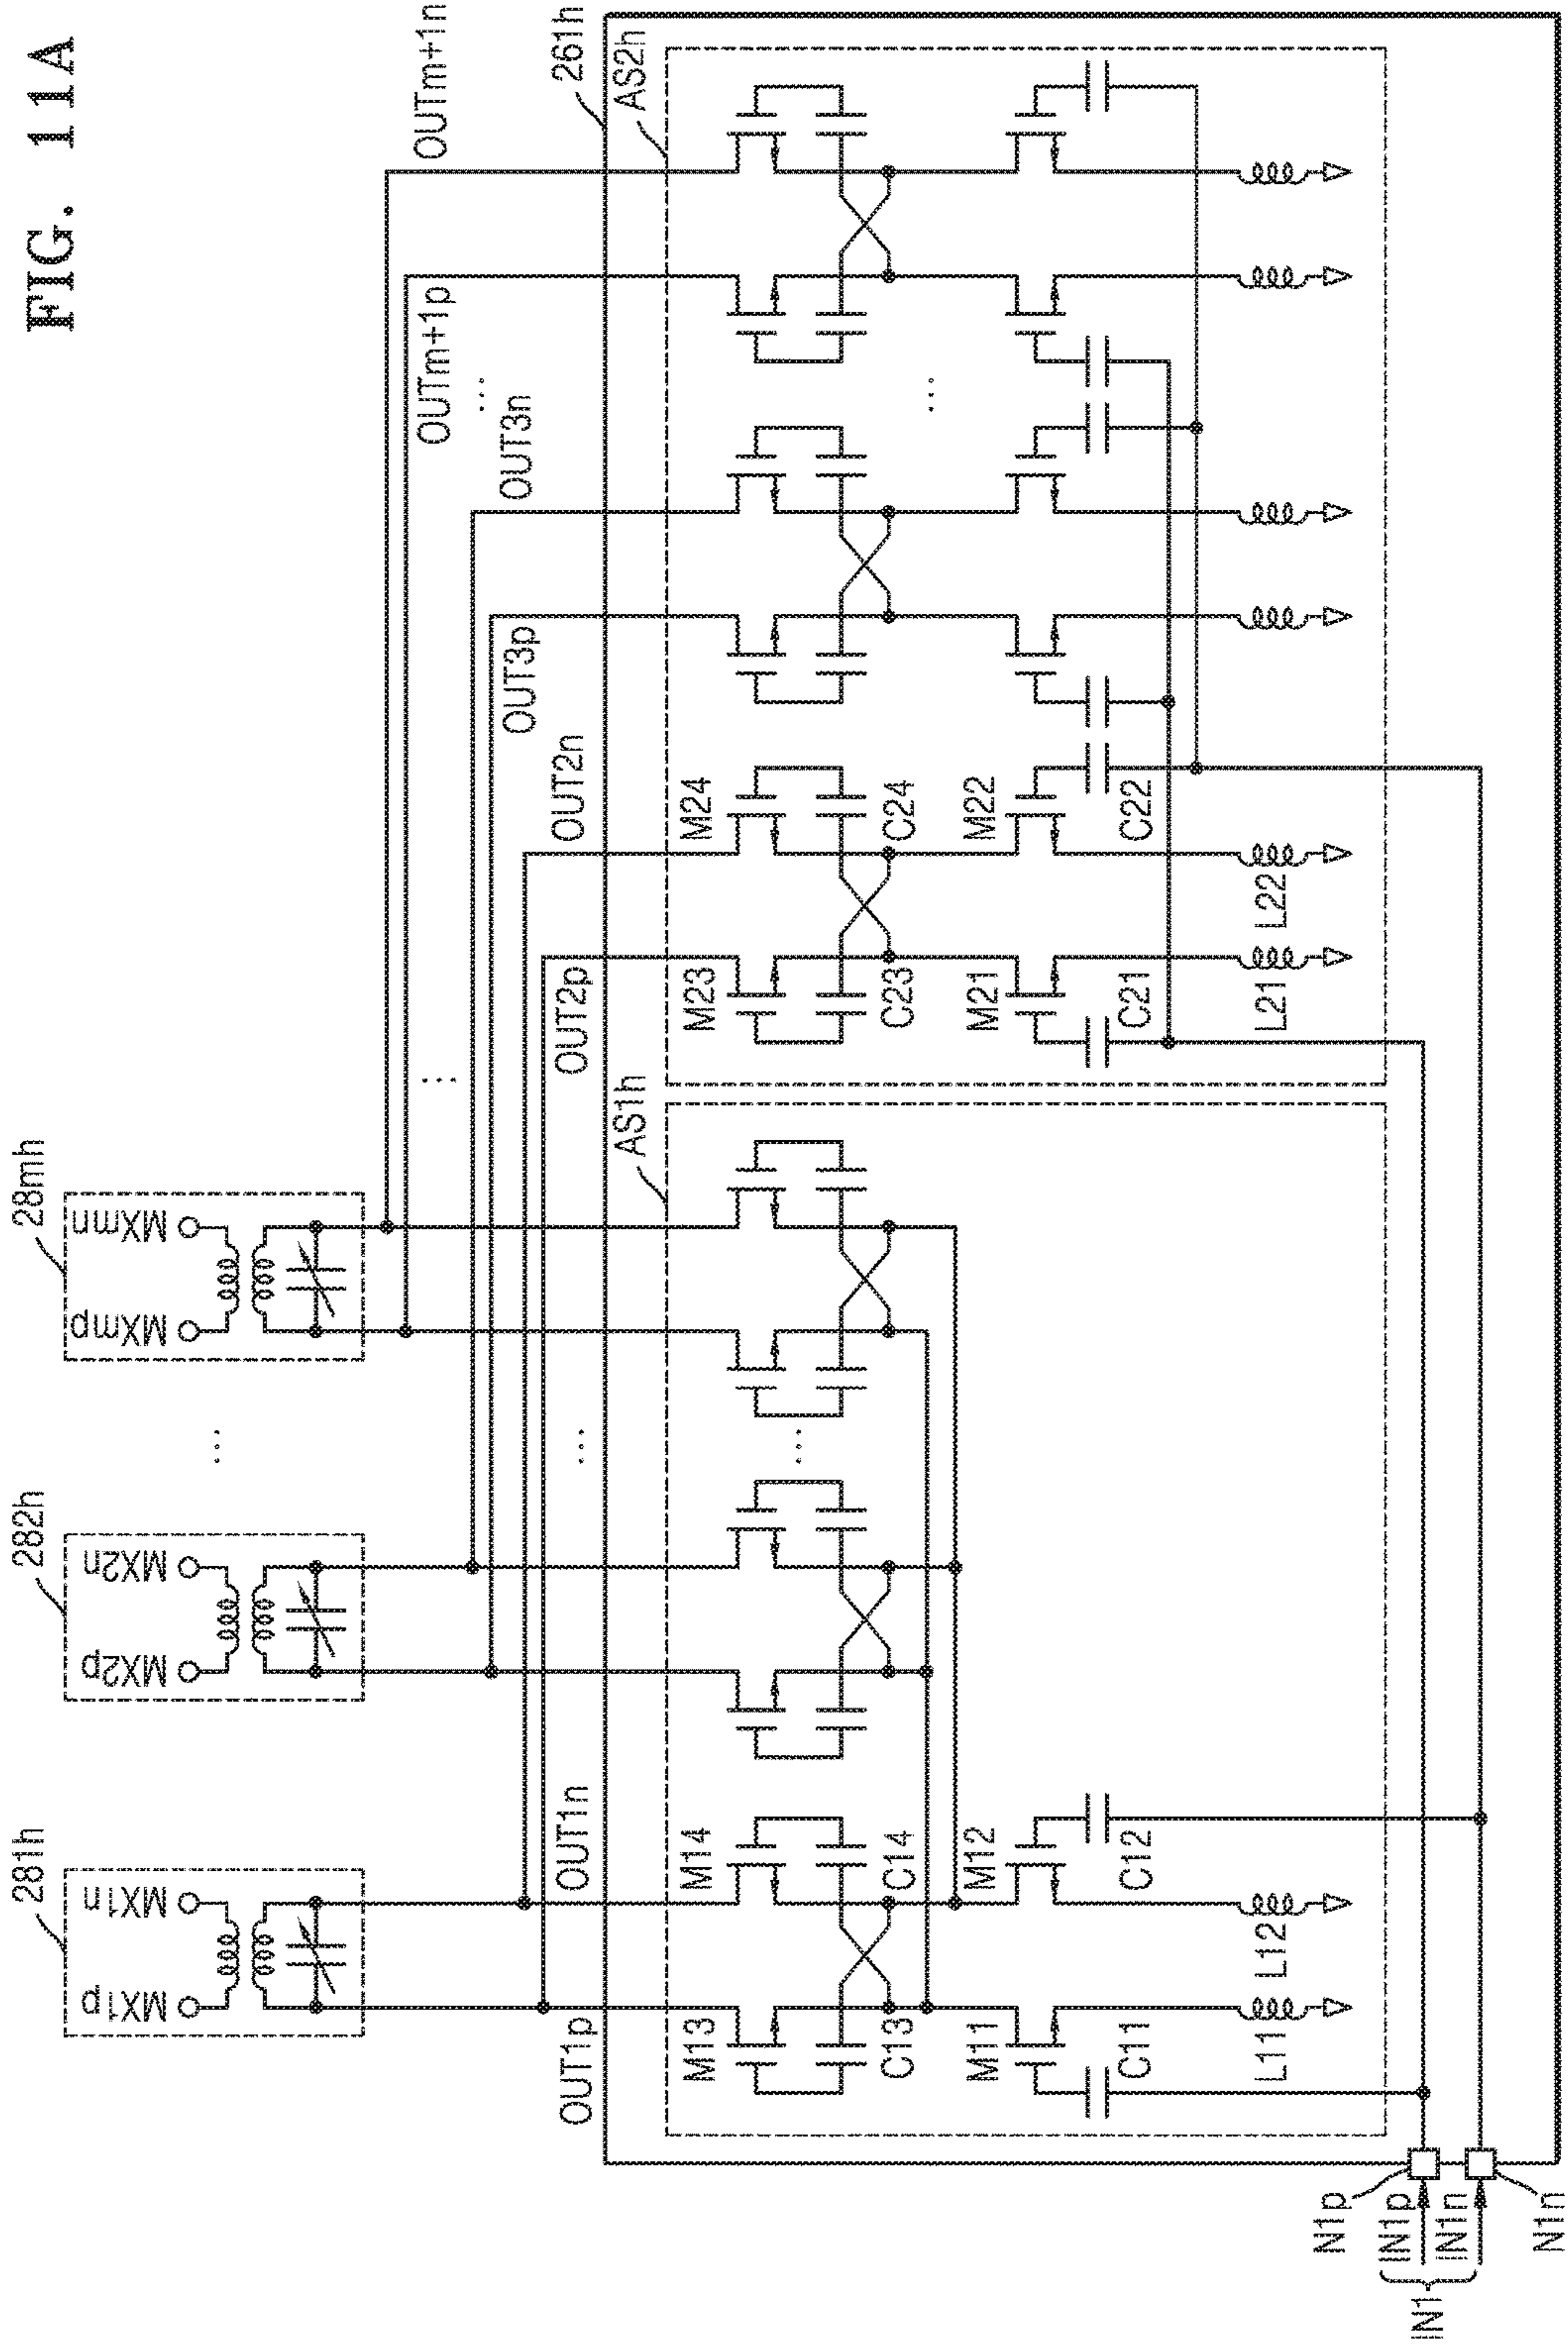 FIG. 11A
281h
282h
28mh
MX1p
MX1n
MX2p
MX2n
...
MXmp
MXmn
...
OUTm+1n
OUTm+1p
...
OUT3n
OUT3p
OUT2n
OUT2p
OUT1n
OUT1p
...
261h
AS1h
AS2h
M13
M14
...
M23
M24
C13
C14
C23
C24
...
M11
M12
M21
M22
C11
C12
C21
C22
L11
L12
L21
L22
N1p
IN1p
IN1
IN1n
N1n